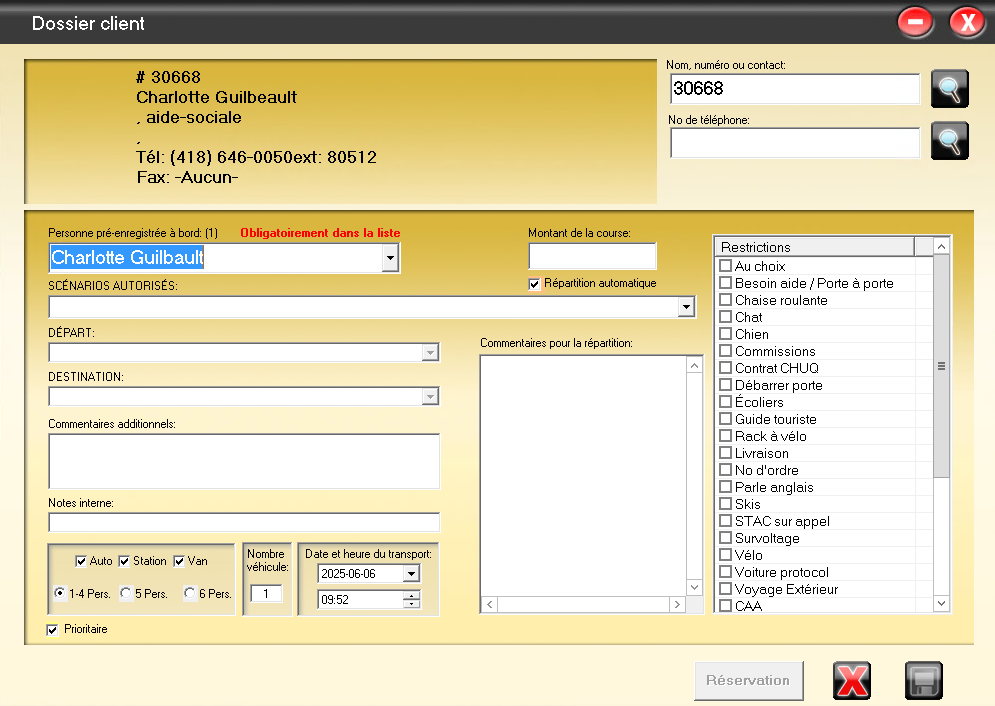 Dossier client
X
# 30668
Charlotte Guilbeault
, aide-sociale
,
Tél: (418) 646-0050ext: 80512
Fax: -Aucun-
Nom, numéro ou contact:
30668
No de téléphone:
Personne pré-enregistrée à bord: (1) Obligatoirement dans la liste
Charlotte Guilbault
SCÉNARIOS AUTORISÉS:
DÉPART:
DESTINATION:
Commentaires additionnels:
Notes interne:
Auto Station Van
1-4 Pers. 5 Pers. 6 Pers.
Nombre
véhicule:
1
Date et heure du transport:
2025-06-06
09:52
Prioritaire
Montant de la course:
Répartition automatique
Commentaires pour la répartition:
Restrictions
Au choix
Besoin aide / Porte à porte
Chaise roulante
Chat
Chien
Commissions
Contrat CHUQ
Débarrer porte
Écoliers
Guide touriste
Rack à vélo
Livraison
No d'ordre
Parle anglais
Skis
STAC sur appel
Survoltage
Vélo
Voiture protocol
Voyage Extérieur
CAA
Réservation